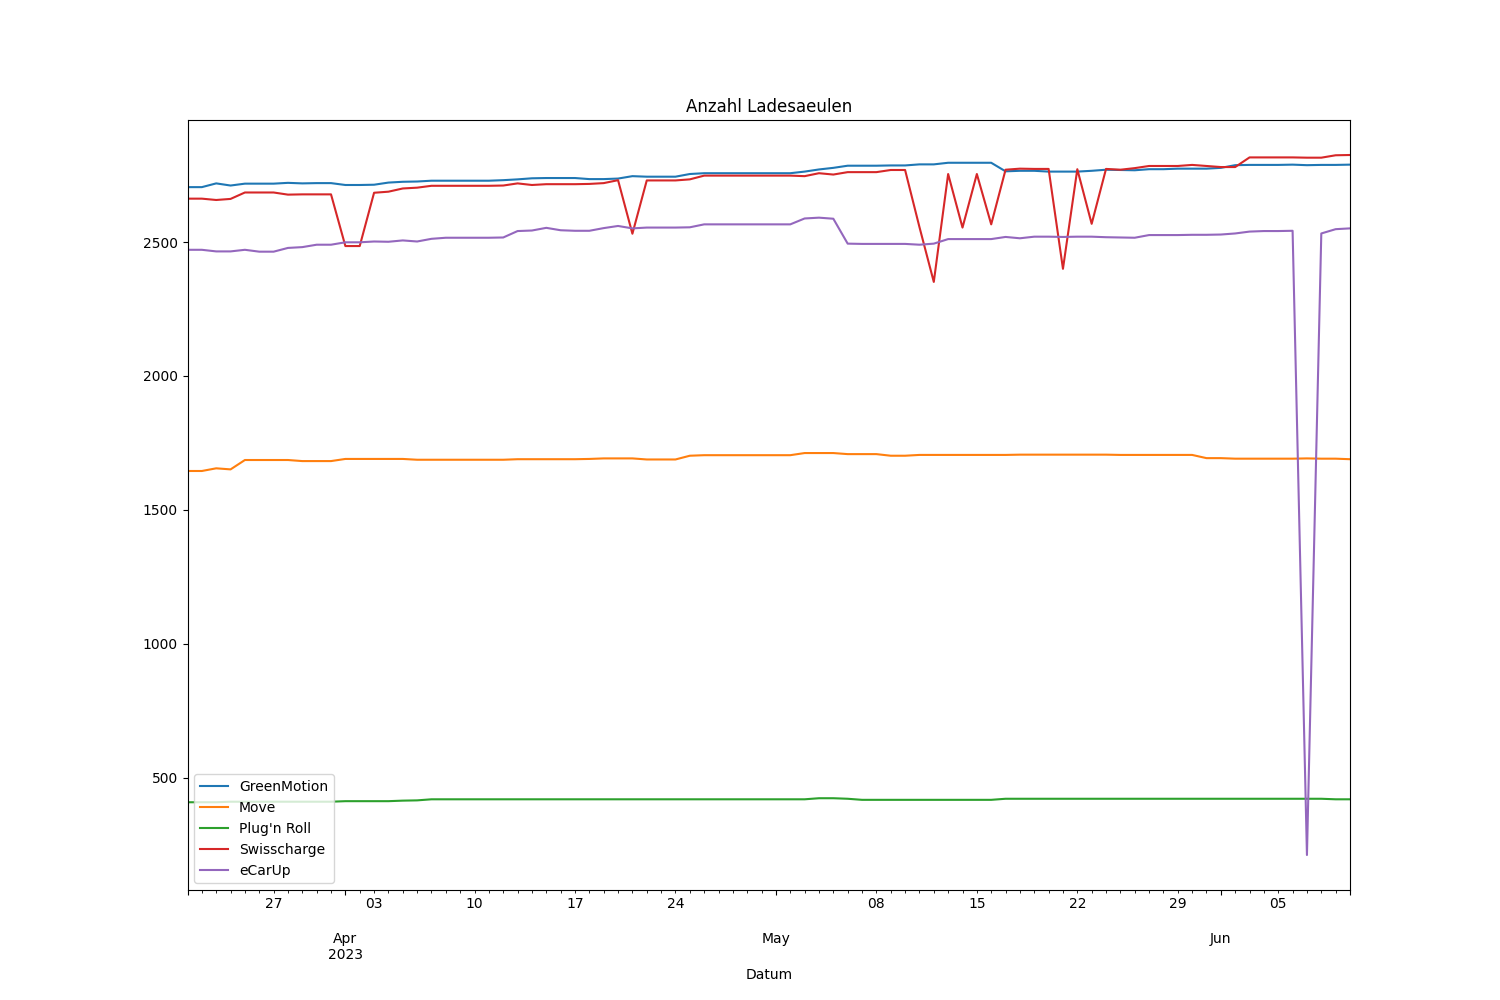 Anzahl Ladesaeulen
2500
2000
1500
1000
500
GreenMotion
Move
Plug'n Roll
Swisscharge
eCarUp
27 03 10 17 24 08 15 22 29 05
Apr May Jun
2023
Datum